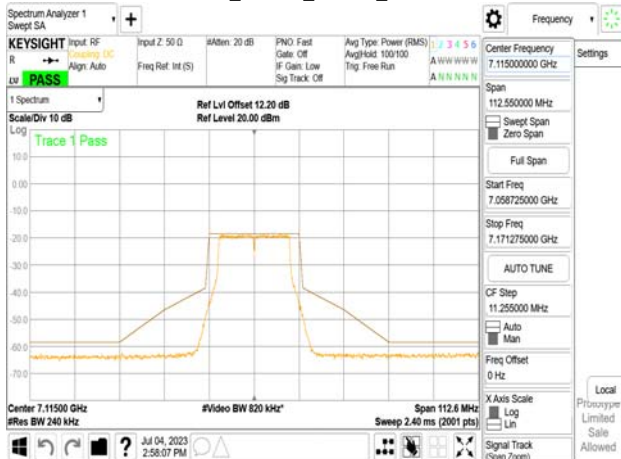 Spectrum Analyzer 1
Swept SA
+
Frequency
KEYSIGHT
Input: RF
Coupling: DC
Align: Auto
Input Z: 50 Ω
Freq Ref: Int (S)
#Atten: 20 dB
PNO: Fast
Gate: Off
IF Gain: Low
Sig Track: Off
Avg Type: Power (RMS)
Avg|Hold: 100/100
Trig: Free Run
1 2 3 4 5 6
A W W W W W
A N N N N N
R
LV
PASS
1 Spectrum
Scale/Div 10 dB
Ref Lvl Offset 12.20 dB
Ref Level 20.00 dBm
Log
Trace 1 Pass
10.0
0.00
-10.0
-20.0
-30.0
-40.0
-50.0
-60.0
-70.0
Center 7.11500 GHz
#Res BW 240 kHz
#Video BW 820 kHz*
Span 112.6 MHz
Sweep 2.40 ms (2001 pts)
?
Jul 04, 2023
2:58:07 PM
Center Frequency
7.115000000 GHz
Settings
Span
112.550000 MHz
Swept Span
Zero Span
Full Span
Start Freq
7.058725000 GHz
Stop Freq
7.171275000 GHz
AUTO TUNE
CF Step
11.255000 MHz
Auto
Man
Freq Offset
0 Hz
X Axis Scale
Log
Lin
Signal Track
(Span Zoom)
Local
Prototype
Limited
Sale
Allowed